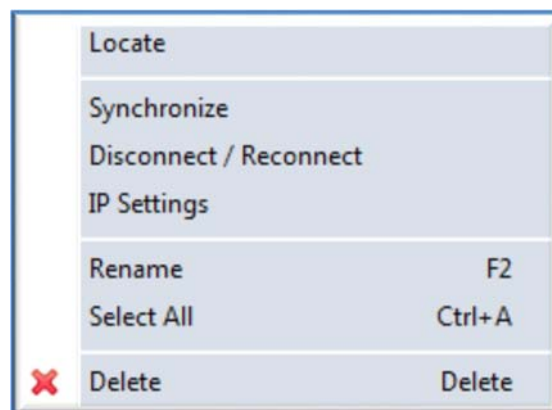 Locate
Synchronize
Disconnect / Reconnect
IP Settings
Rename F2
Select All Ctrl+A
Delete Delete